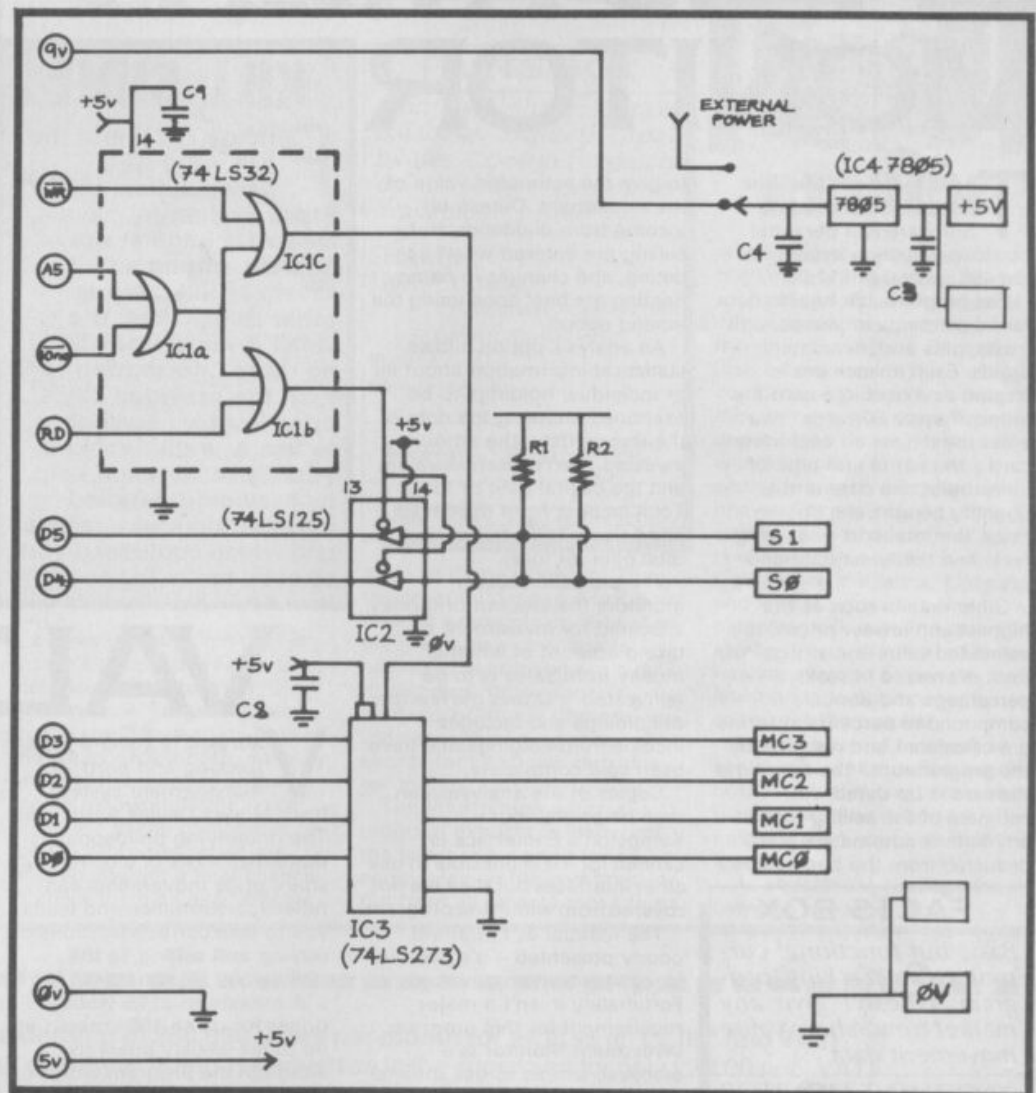 9v
+5v
C9
14
EXTERNAL
POWER
(74LS32)
(IC4 7805)
WR
7805
+5V
IC1C
C4
A5
IC1a
RD
IC1b
+5v
R1
R2
13
14
(74LS125)
D5
S1
D4
SØ
IC2
Øv
+5v
C8
D3
MC3
D2
MC2
D1
MC1
DØ
MCØ
IC3
(74LS273)
Øv
ØV
5v
+5v